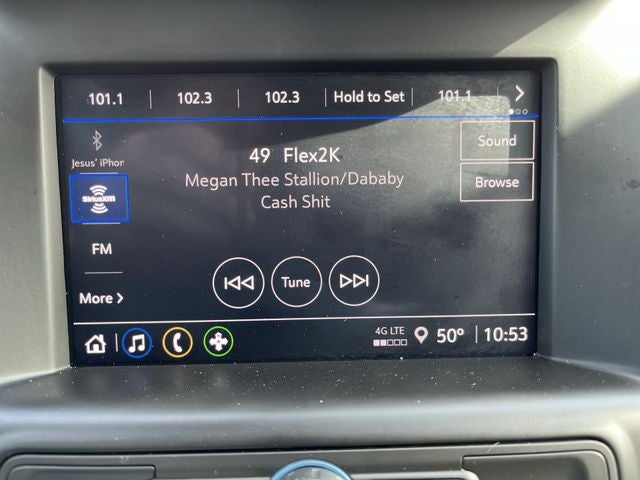 101.1 102.3 102.3 Hold to Set 101.1
Jesus' iPhor
SiriusXM
FM
More
49 Flex2K
Megan Thee Stallion/Dababy
Cash Shit
Sound
Browse
Tune
4G LTE
50° 10:53